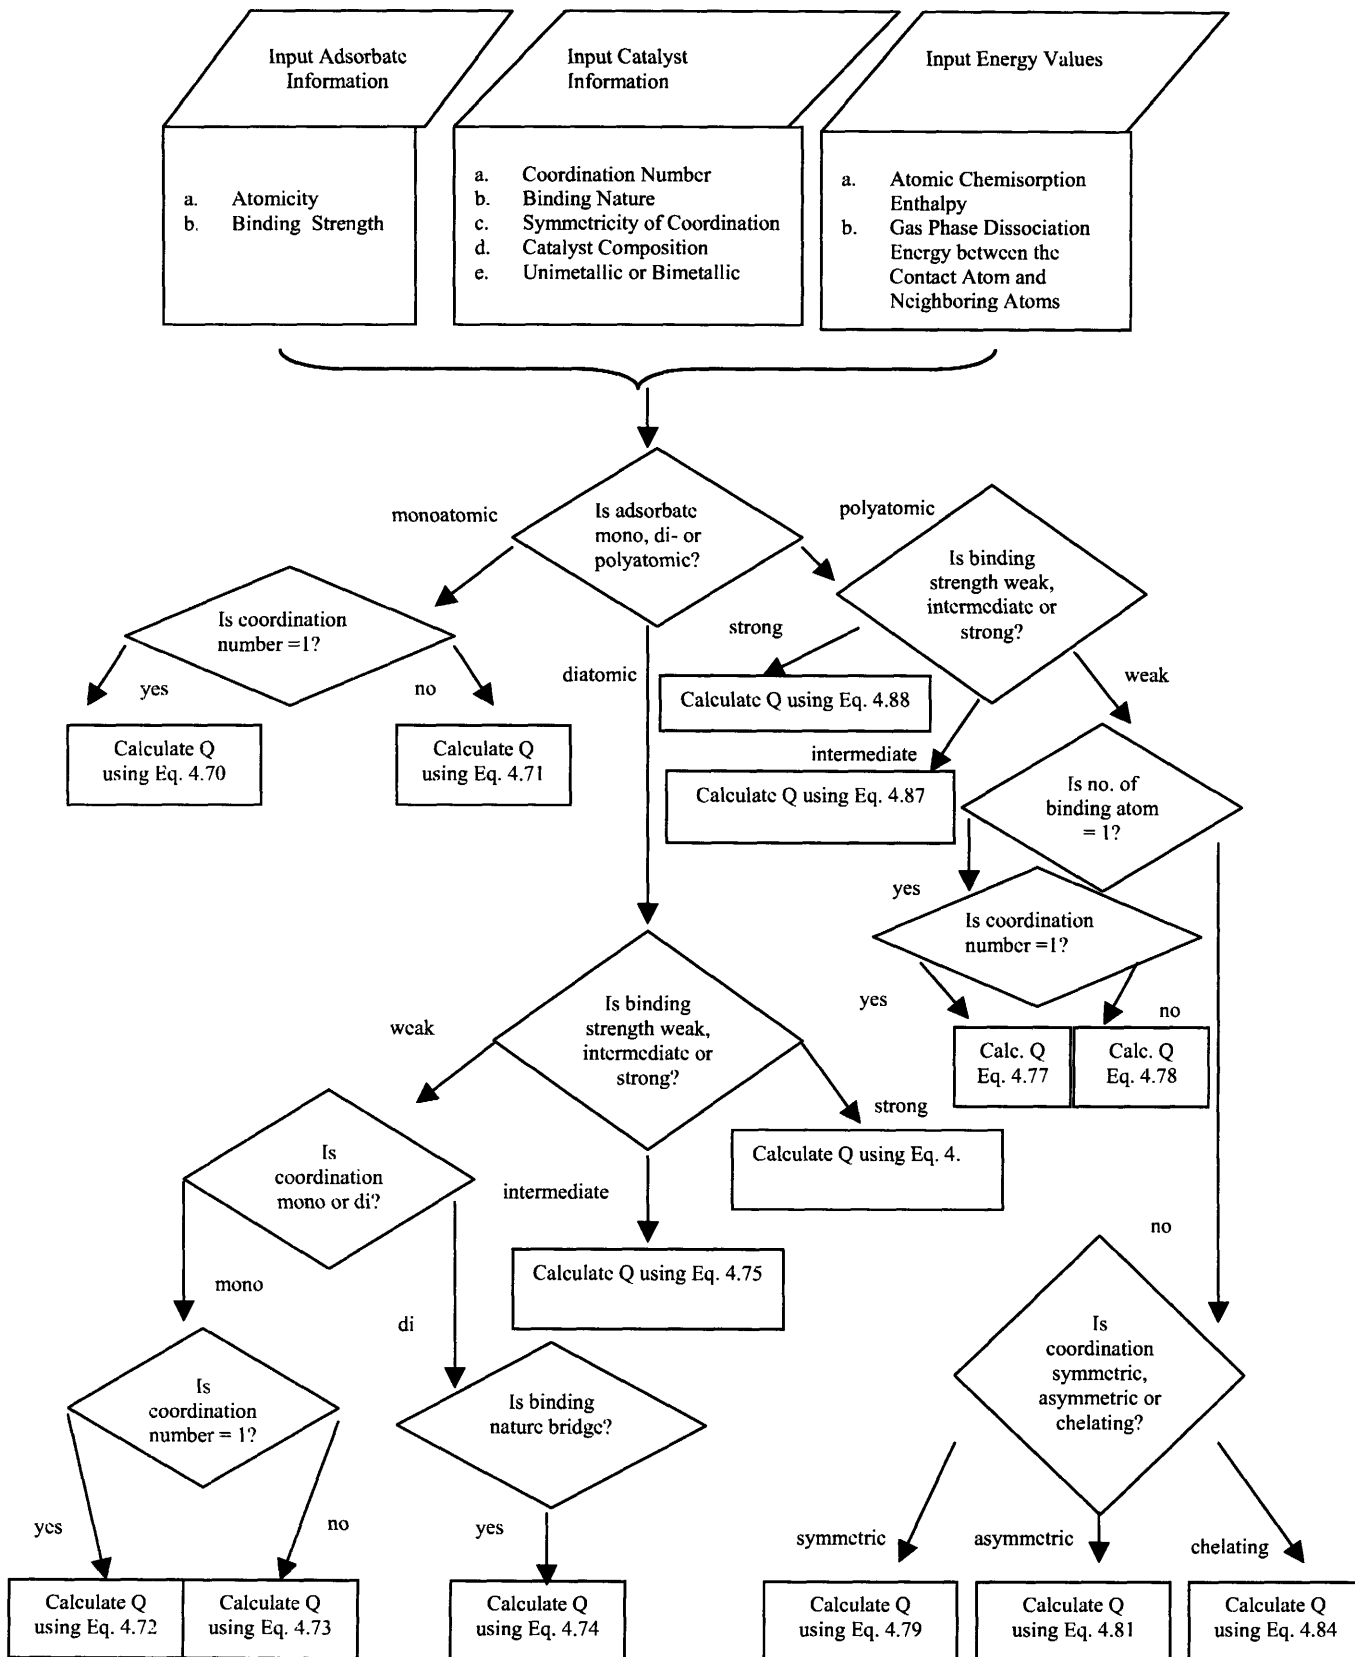 Input Adsorbate
Information
Input Catalyst
Information
Input Energy Values
a. Atomicity
b. Binding Strength
a. Coordination Number
b. Binding Nature
c. Symmetricity of Coordination
d. Catalyst Composition
e. Unimetallic or Bimetallic
a. Atomic Chemisorption
Enthalpy
b. Gas Phase Dissociation
Energy between the
Contact Atom and
Neighboring Atoms
monoatomic
Is adsorbate
mono, di- or
polyatomic?
polyatomic
Is binding
strength weak,
intermediate or
strong?
Is coordination
number =1?
strong
diatomic
weak
yes
no
Calculate Q using Eq. 4.88
Calculate Q
using Eq. 4.70
Calculate Q
using Eq. 4.71
intermediate
Calculate Q using Eq. 4.87
Is no. of
binding atom
= 1?
yes
Is coordination
number =1?
yes
no
Calc. Q
Eq. 4.77
Calc. Q
Eq. 4.78
weak
Is binding
strength weak,
intermediate or
strong?
strong
Calculate Q using Eq. 4.
Is
coordination
mono or di?
intermediate
Calculate Q using Eq. 4.75
no
mono
di
Is
coordination
symmetric,
asymmetric or
chelating?
Is
coordination
number = 1?
Is binding
nature bridge?
yes
no
yes
symmetric
asymmetric
chelating
Calculate Q
using Eq. 4.72
Calculate Q
using Eq. 4.73
Calculate Q
using Eq. 4.74
Calculate Q
using Eq. 4.79
Calculate Q
using Eq. 4.81
Calculate Q
using Eq. 4.84